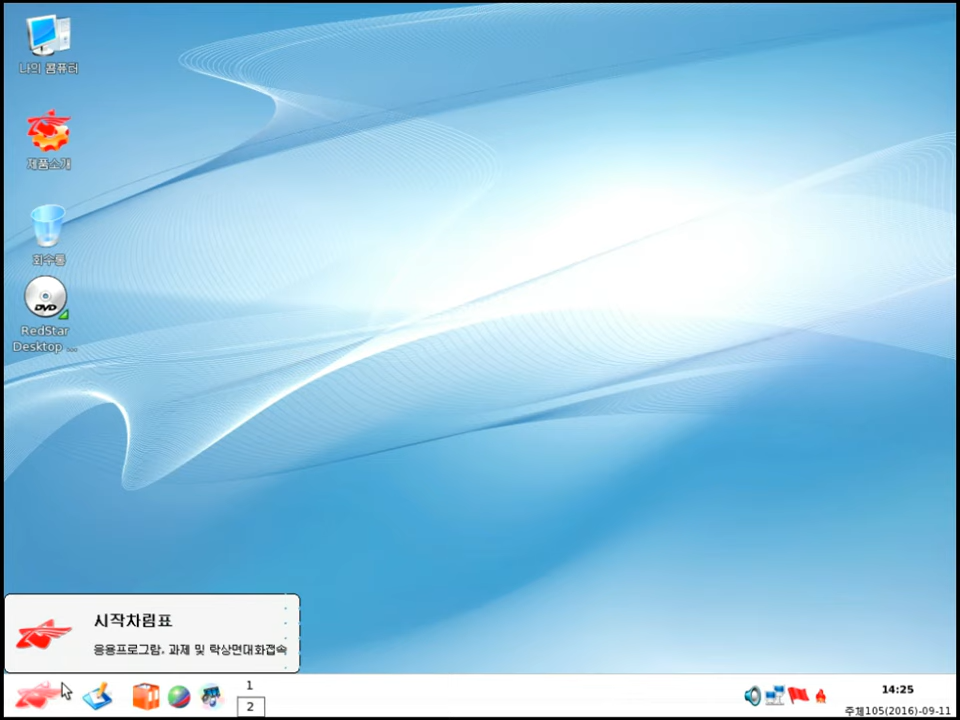 나의 콤퓨터
제품소개
회수통
DVD
RedStar
Desktop ...
시작차림표
응용프로그람, 과제 및 탁상면대화접속
1
2
14:25
주체105(2016)-09-11